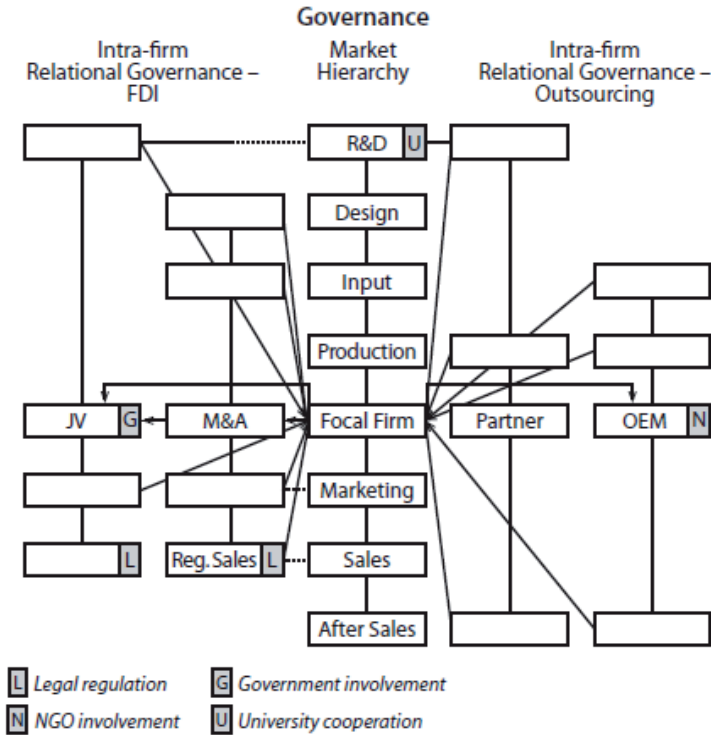 Governance
Intra-firm
Relational Governance –
FDI
Market
Hierarchy
Intra-firm
Relational Governance –
Outsourcing
R&D
U
Design
Input
Production
JV
G
M&A
Focal Firm
Partner
OEM
N
Marketing
L
Reg. Sales
L
Sales
After Sales
L Legal regulation
G Government involvement
N NGO involvement
U University cooperation